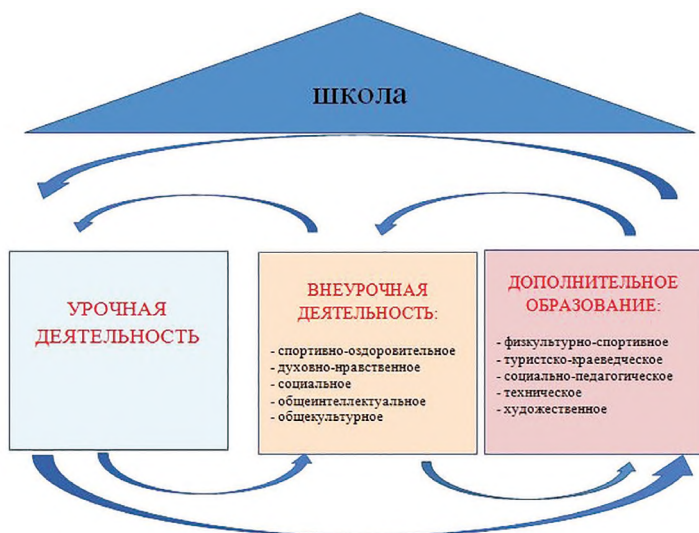 школа
УРОЧНАЯ
ДЕЯТЕЛЬНОСТЬ
ВНЕУРОЧНАЯ
ДЕЯТЕЛЬНОСТЬ:
- спортивно-оздоровительное
- духовно-нравственное
- социальное
- общеинтеллектуальное
- общекультурное
ДОПОЛНИТЕЛЬНОЕ
ОБРАЗОВАНИЕ:
- физкультурно-спортивное
- туристско-краеведческое
- социально-педагогическое
- техническое
- художественное